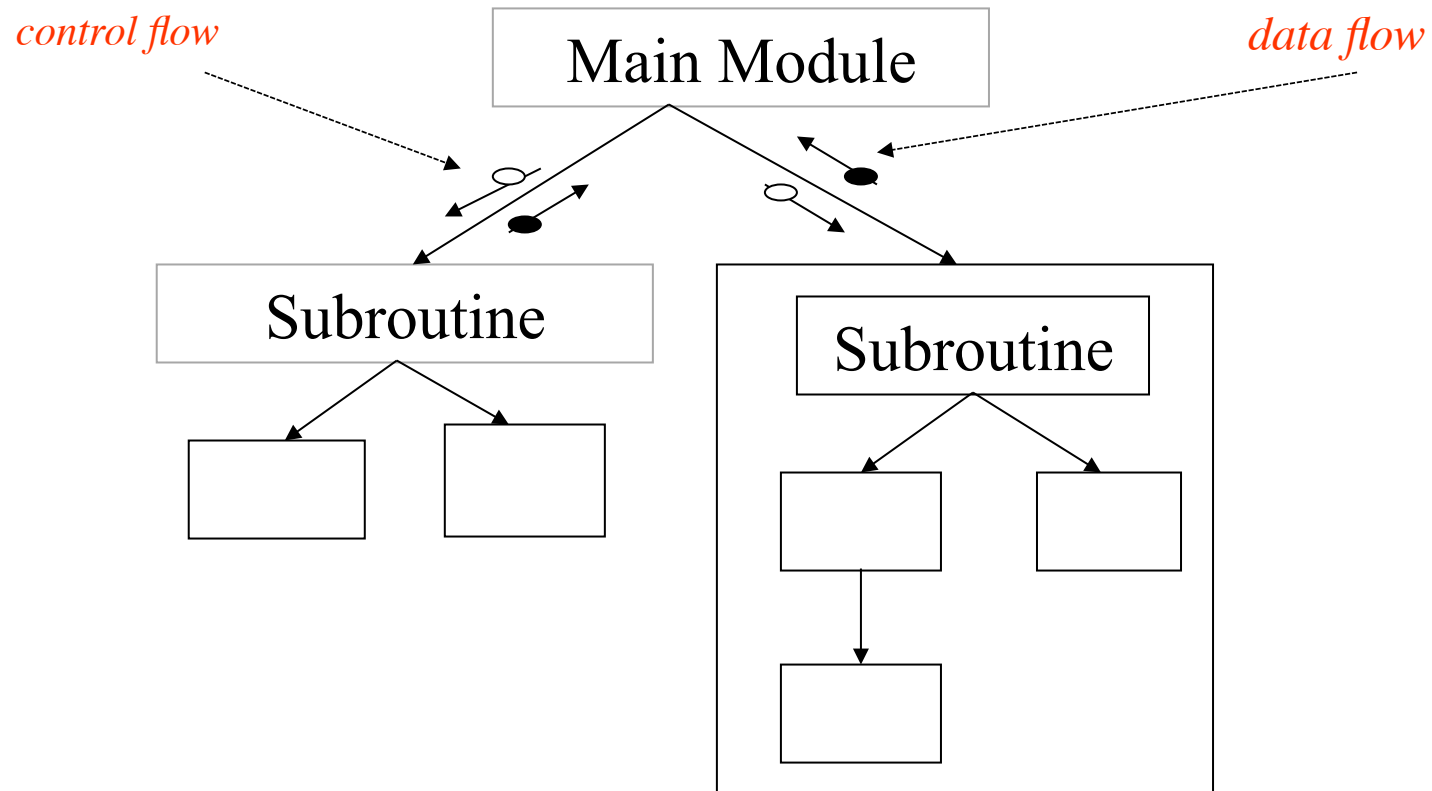 control flow
Main Module
data flow
Subroutine
Subroutine